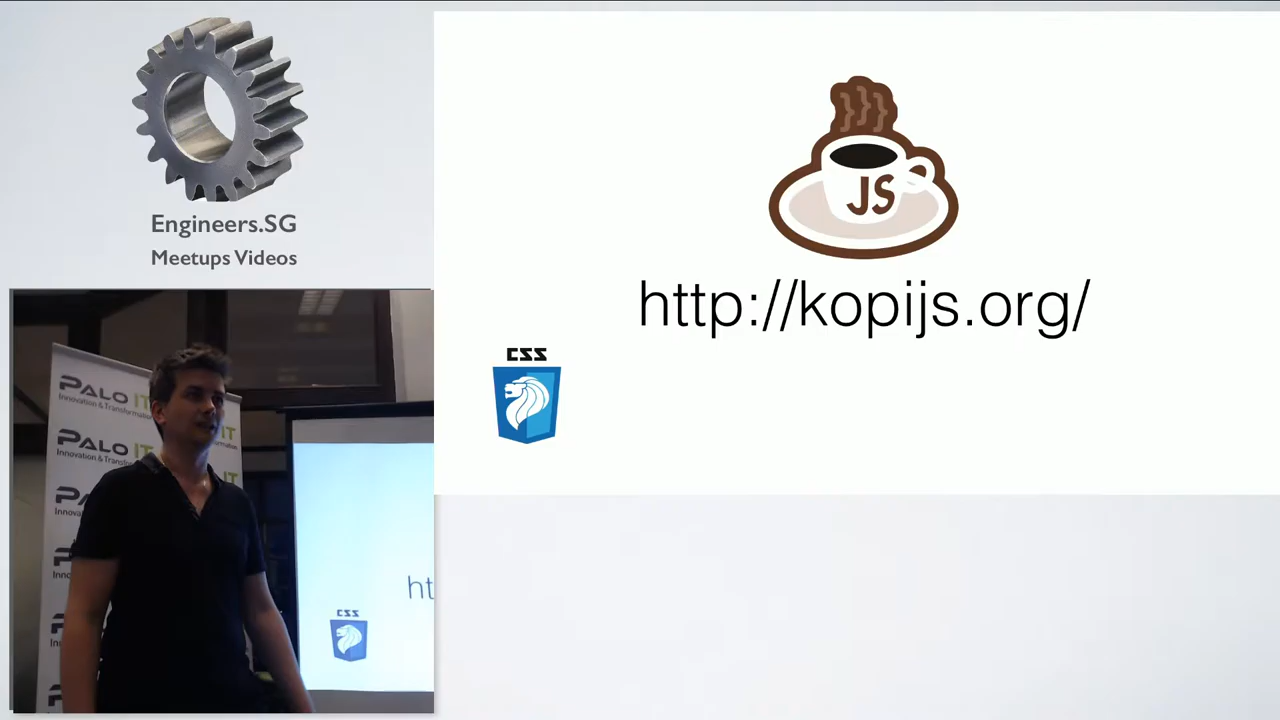 Engineers.SG
Meetups Videos
JS
http://kopijs.org/
CSS
PALO IT
Innovation & Transformation
PALO IT
Innovation & Transformation
ht
CSS